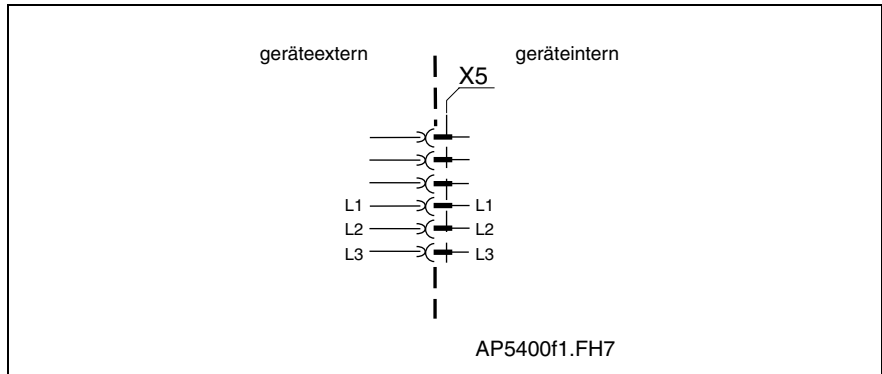 geräteextern geräteintern
X5
L1 L1
L2 L2
L3 L3
AP5400f1.FH7